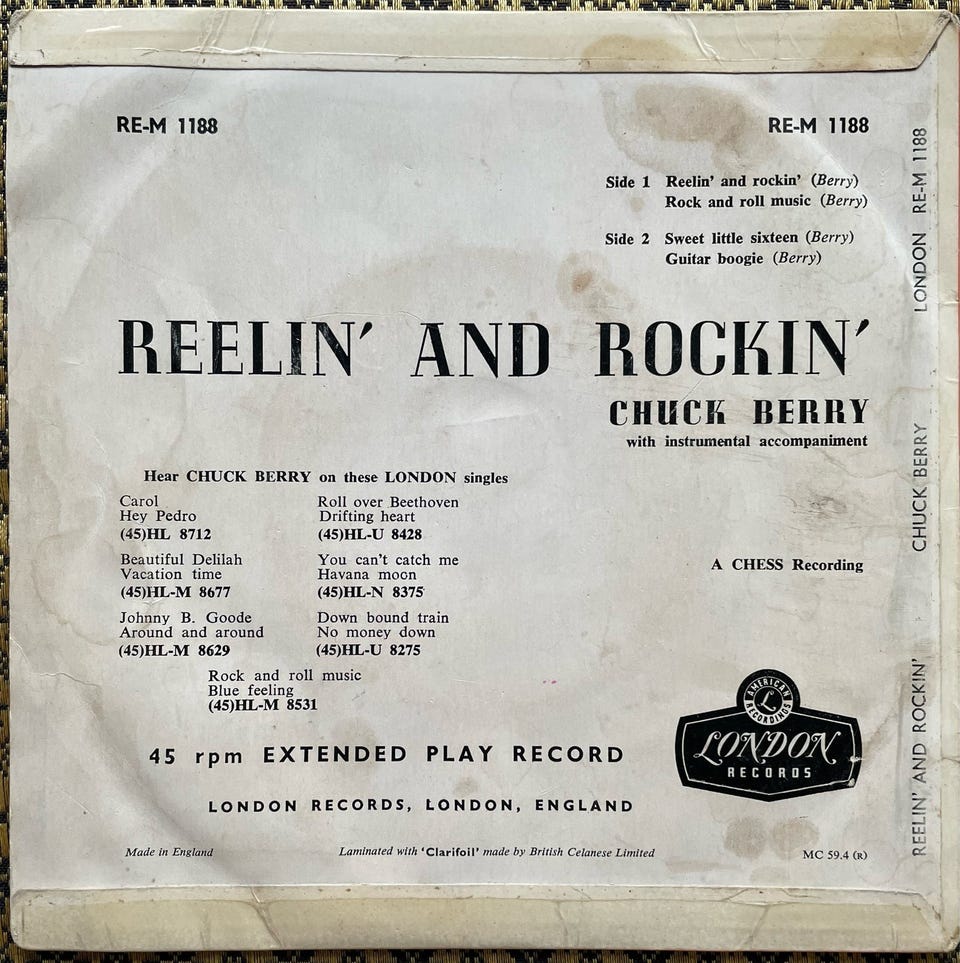 RE-M 1188
RE-M 1188
Side 1 Reelin' and rockin' (Berry)
Rock and roll music (Berry)
Side 2 Sweet little sixteen (Berry)
Guitar boogie (Berry)
REELIN' AND ROCKIN'
CHUCK BERRY
with instrumental accompaniment
Hear CHUCK BERRY on these LONDON singles
Carol
Hey Pedro
(45)HL 8712
Roll over Beethoven
Drifting heart
(45)HL-U 8428
Beautiful Delilah
Vacation time
(45)HL-M 8677
You can't catch me
Havana moon
(45)HL-N 8375
Johnny B. Goode
Around and around
(45)HL-M 8629
Down bound train
No money down
(45)HL-U 8275
Rock and roll music
Blue feeling
(45)HL-M 8531
A CHESS Recording
45 rpm EXTENDED PLAY RECORD
LONDON RECORDS, LONDON, ENGLAND
AMERICAN
L
RECORDINGS
LONDON
RECORDS
Made in England
Laminated with 'Clarifoil' made by British Celanese Limited
MC 59.4 (R)
REELIN' AND ROCKIN' CHUCK BERRY LONDON RE-M 1188